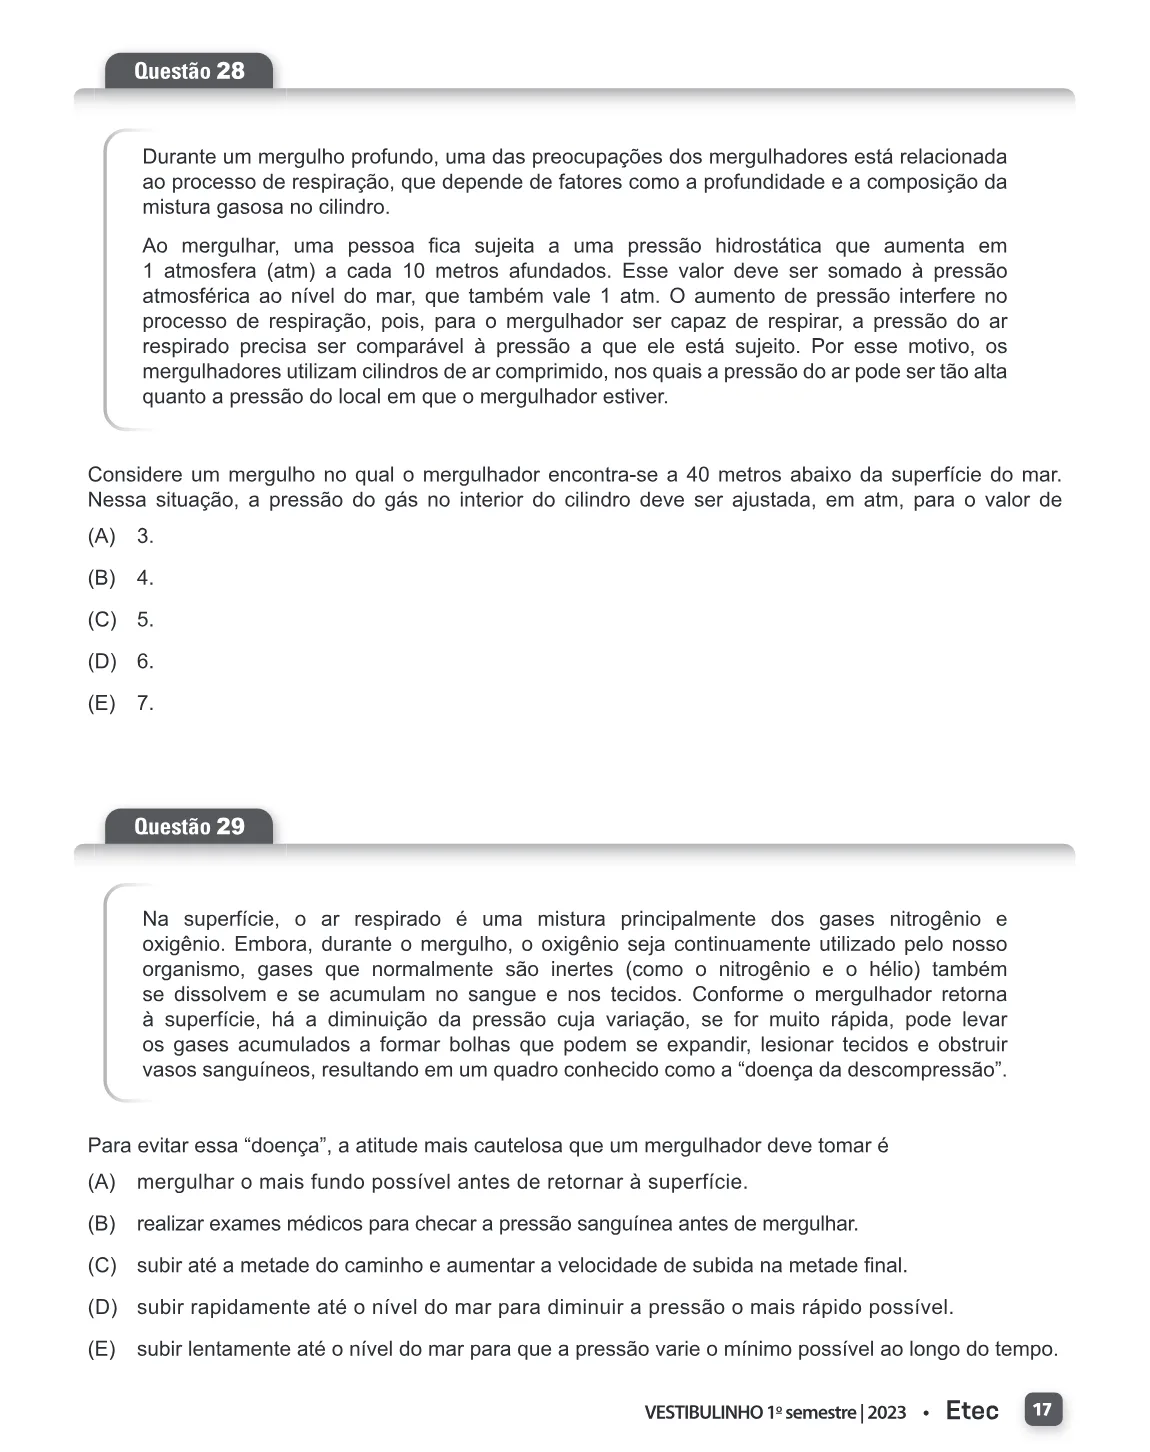 Questão 28
Durante um mergulho profundo, uma das preocupações dos mergulhadores está relacionada
ao processo de respiração, que depende de fatores como a profundidade e a composição da
mistura gasosa no cilindro.
Ao mergulhar, uma pessoa fica sujeita a uma pressão hidrostática que aumenta em
1 atmosfera (atm) a cada 10 metros afundados. Esse valor deve ser somado à pressão
atmosférica ao nível do mar, que também vale 1 atm. O aumento de pressão interfere no
processo de respiração, pois, para o mergulhador ser capaz de respirar, a pressão do ar
respirado precisa ser comparável à pressão a que ele está sujeito. Por esse motivo, os
mergulhadores utilizam cilindros de ar comprimido, nos quais a pressão do ar pode ser tão alta
quanto a pressão do local em que o mergulhador estiver.
Considere um mergulho no qual o mergulhador encontra-se a 40 metros abaixo da superfície do mar.
Nessa situação, a pressão do gás no interior do cilindro deve ser ajustada, em atm, para o valor de
(A) 3.
(B) 4.
(C) 5.
(D) 6.
(E) 7.
Questão 29
Na superfície, o ar respirado é uma mistura principalmente dos gases nitrogênio e
oxigênio. Embora, durante o mergulho, o oxigênio seja continuamente utilizado pelo nosso
organismo, gases que normalmente são inertes (como o nitrogênio e o hélio) também
se dissolvem e se acumulam no sangue e nos tecidos. Conforme o mergulhador retorna
à superfície, há a diminuição da pressão cuja variação, se for muito rápida, pode levar
os gases acumulados a formar bolhas que podem se expandir, lesionar tecidos e obstruir
vasos sanguíneos, resultando em um quadro conhecido como a “doença da descompressão”.
Para evitar essa “doença”, a atitude mais cautelosa que um mergulhador deve tomar é
(A) mergulhar o mais fundo possível antes de retornar à superfície.
(B) realizar exames médicos para checar a pressão sanguínea antes de mergulhar.
(C) subir até a metade do caminho e aumentar a velocidade de subida na metade final.
(D) subir rapidamente até o nível do mar para diminuir a pressão o mais rápido possível.
(E) subir lentamente até o nível do mar para que a pressão varie o mínimo possível ao longo do tempo.
VESTIBULINHO 1º semestre | 2023 • Etec 17